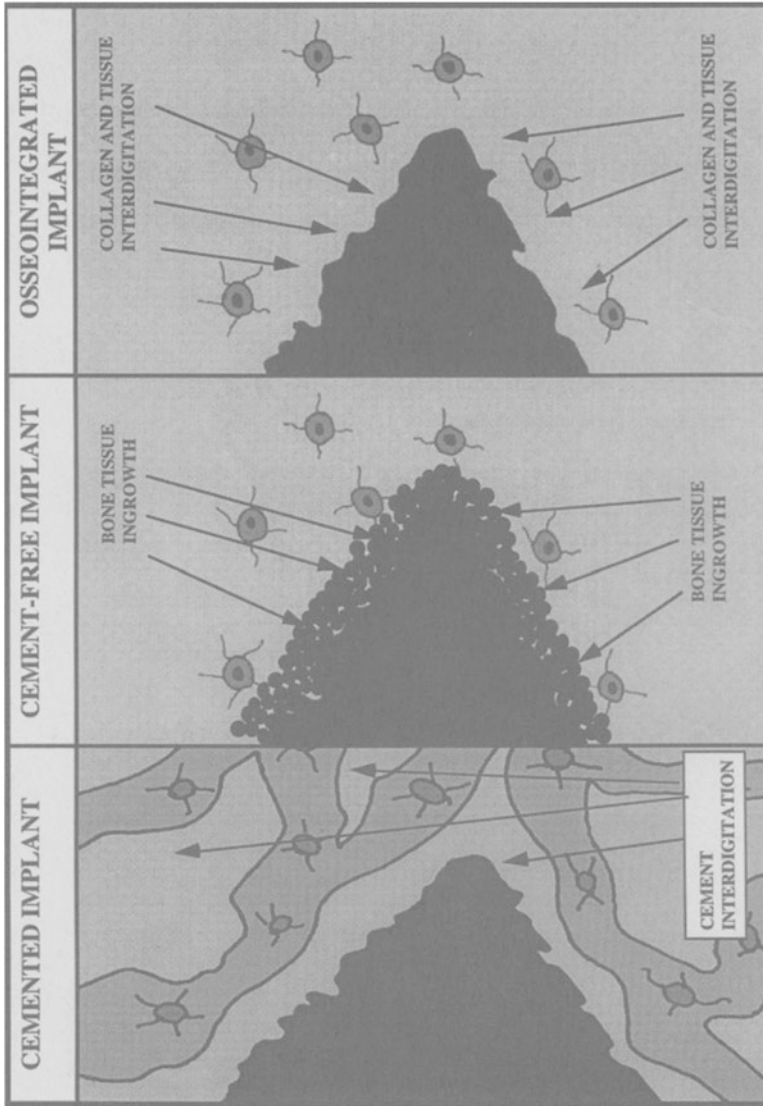 CEMENTED IMPLANT
CEMENT-FREE IMPLANT
OSSEOINTEGRATED
IMPLANT
BONE TISSUE
INGROWTH
COLLAGEN AND TISSUE
INTERDIGITATION
CEMENT
INTERDIGITATION
BONE TISSUE
INGROWTH
COLLAGEN AND TISSUE
INTERDIGITATION